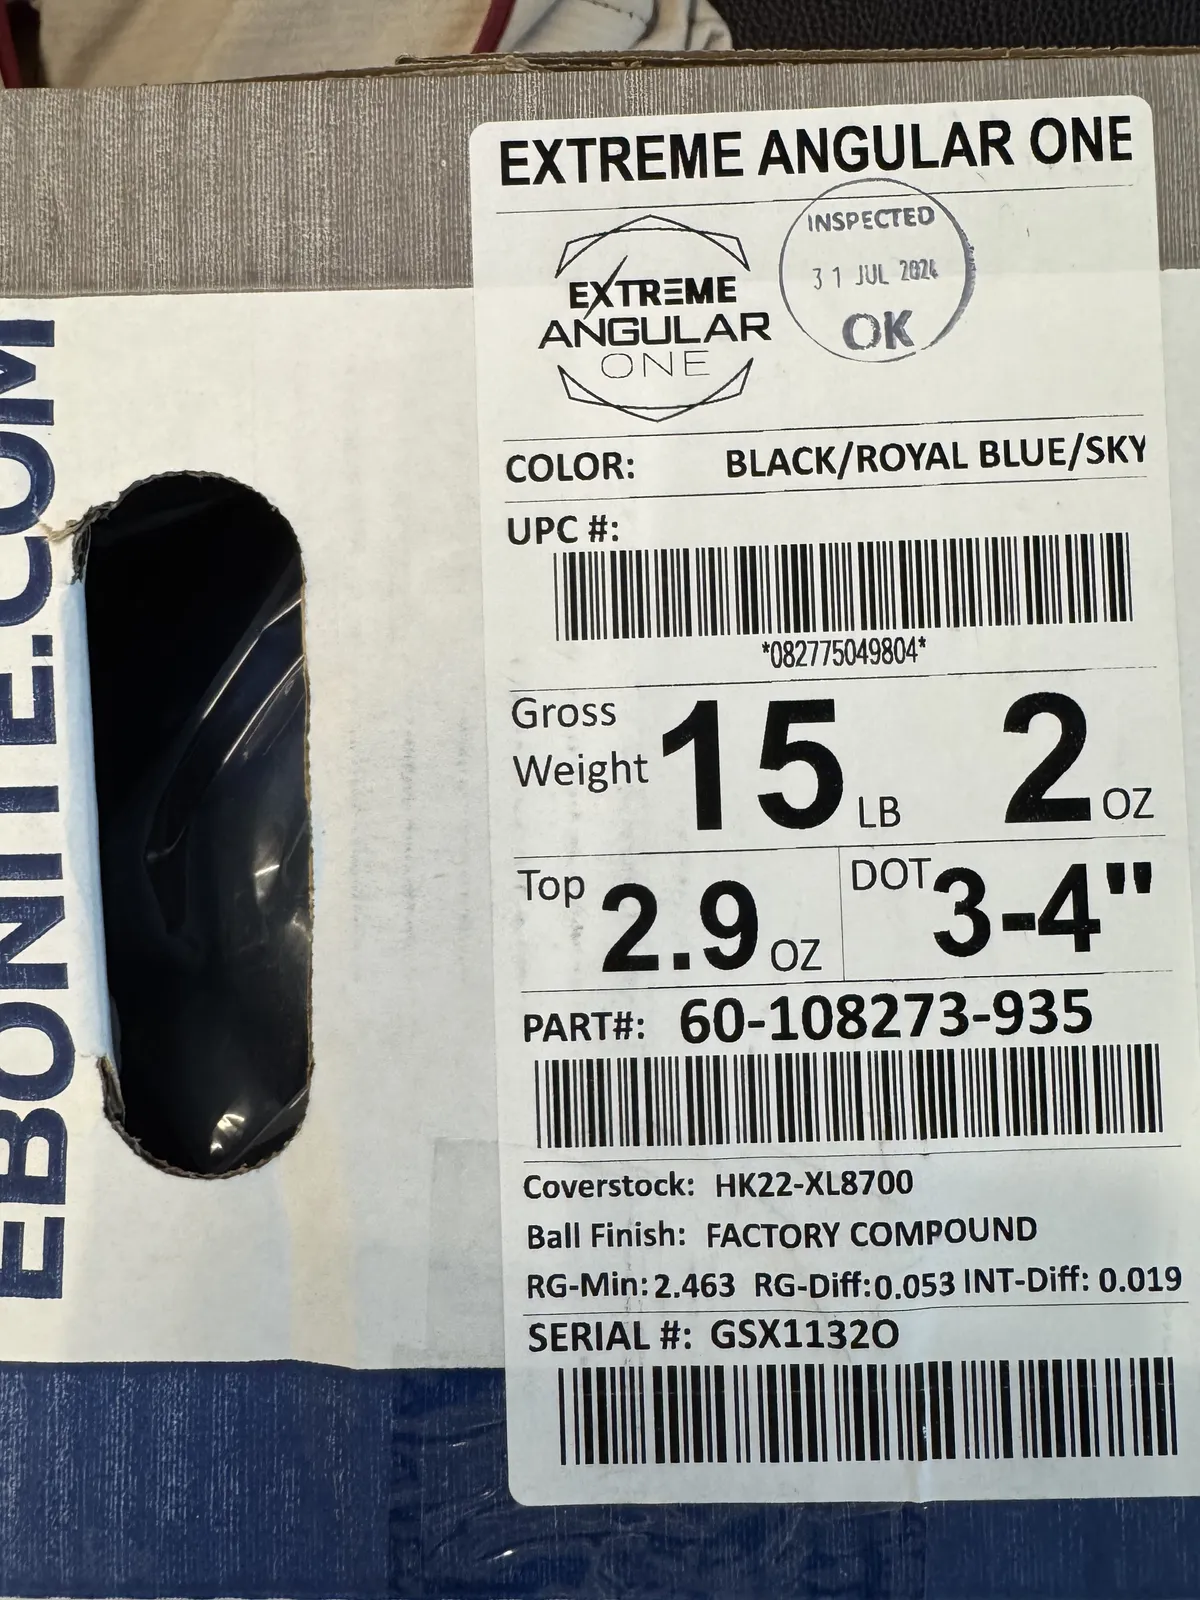 EBONITE.COM
EXTREME ANGULAR ONE
EXTREME
ANGULAR
ONE
INSPECTED
31 JUL 2024
OK
COLOR: BLACK/ROYAL BLUE/SKY
UPC #:
*082775049804*
Gross Weight 15 LB 2 OZ
Top 2.9 OZ DOT 3-4"
PART#: 60-108273-935
Coverstock: HK22-XL8700
Ball Finish: FACTORY COMPOUND
RG-Min: 2.463 RG-Diff: 0.053 INT-Diff: 0.019
SERIAL #: GSX1132O